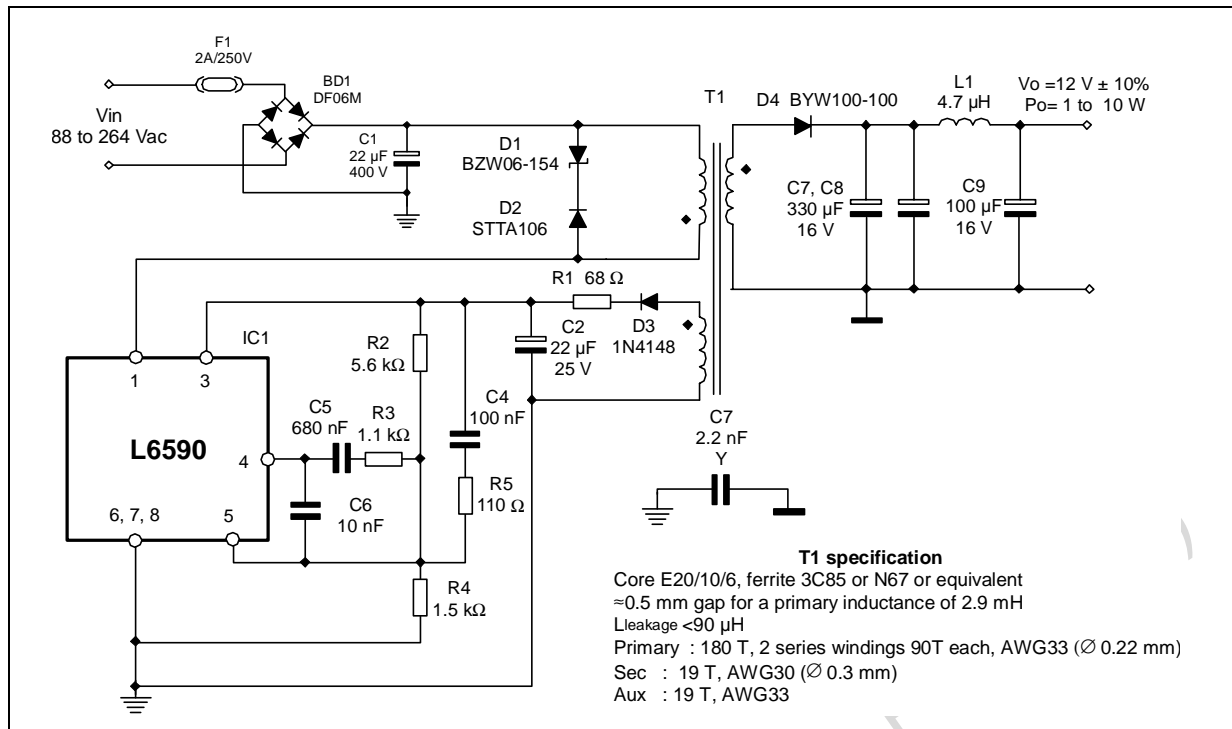 F1
2A/250V
BD1
DF06M
Vin
88 to 264 Vac
C1
22 µF
400 V
D1
BZW06-154
D2
STTA106
T1
D4 BYW100-100
L1
4.7 µH
Vo =12 V ± 10%
Po= 1 to 10 W
C7, C8
330 µF
16 V
C9
100 µF
16 V
R1 68 Ω
D3
1N4148
C2
22 µF
25 V
IC1
1
3
L6590
4
6, 7, 8
5
R2
5.6 kΩ
C4
100 nF
C5
680 nF
R3
1.1 kΩ
C6
10 nF
R5
110 Ω
R4
1.5 kΩ
C7
2.2 nF
Y
T1 specification
Core E20/10/6, ferrite 3C85 or N67 or equivalent
≈0.5 mm gap for a primary inductance of 2.9 mH
Lleakage <90 µH
Primary : 180 T, 2 series windings 90T each, AWG33 (∅ 0.22 mm)
Sec : 19 T, AWG30 (∅ 0.3 mm)
Aux : 19 T, AWG33